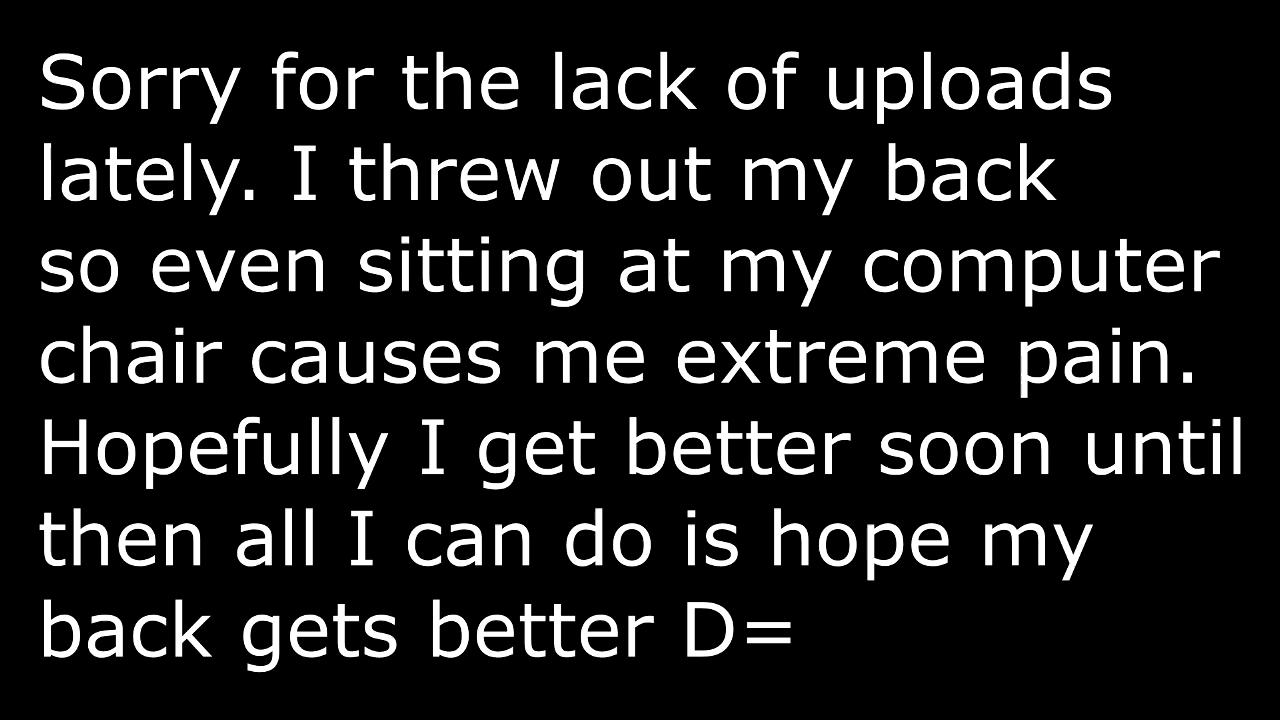 Sorry for the lack of uploads
lately. I threw out my back
so even sitting at my computer
chair causes me extreme pain.
Hopefully I get better soon until
then all I can do is hope my
back gets better D=